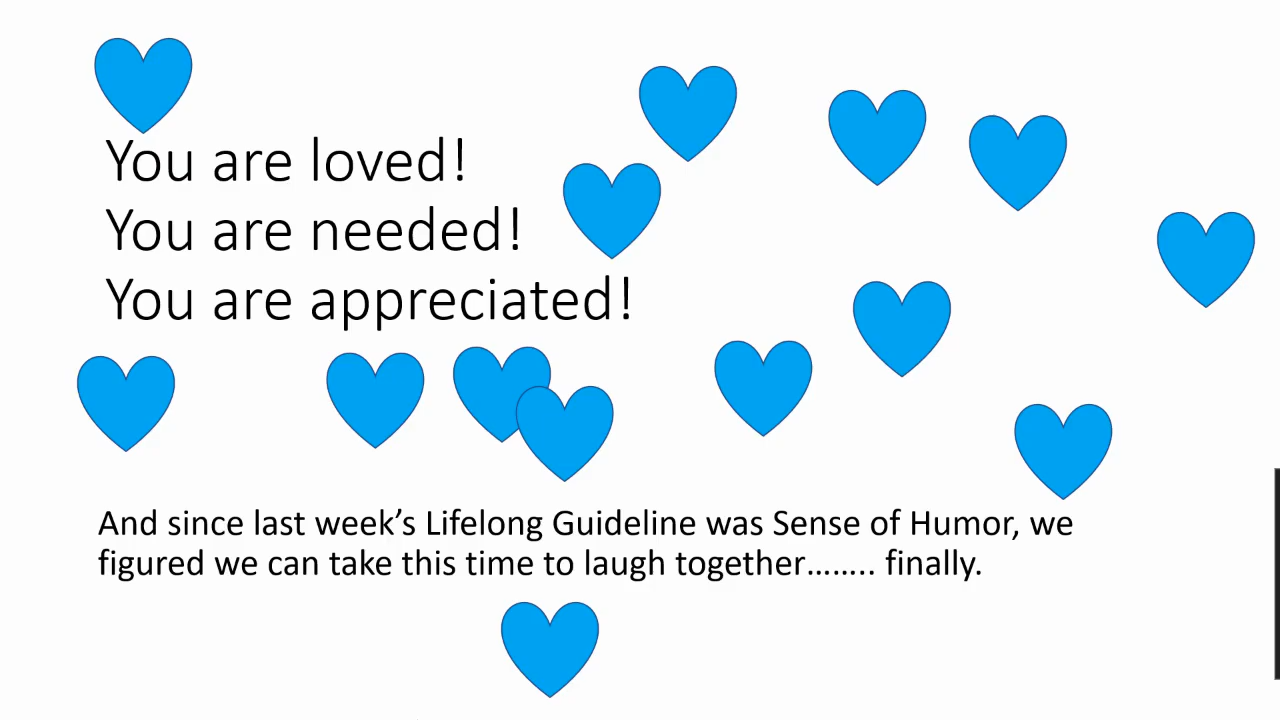 You are loved!
You are needed!
You are appreciated!
And since last week’s Lifelong Guideline was Sense of Humor, we
figured we can take this time to laugh together…….. finally.